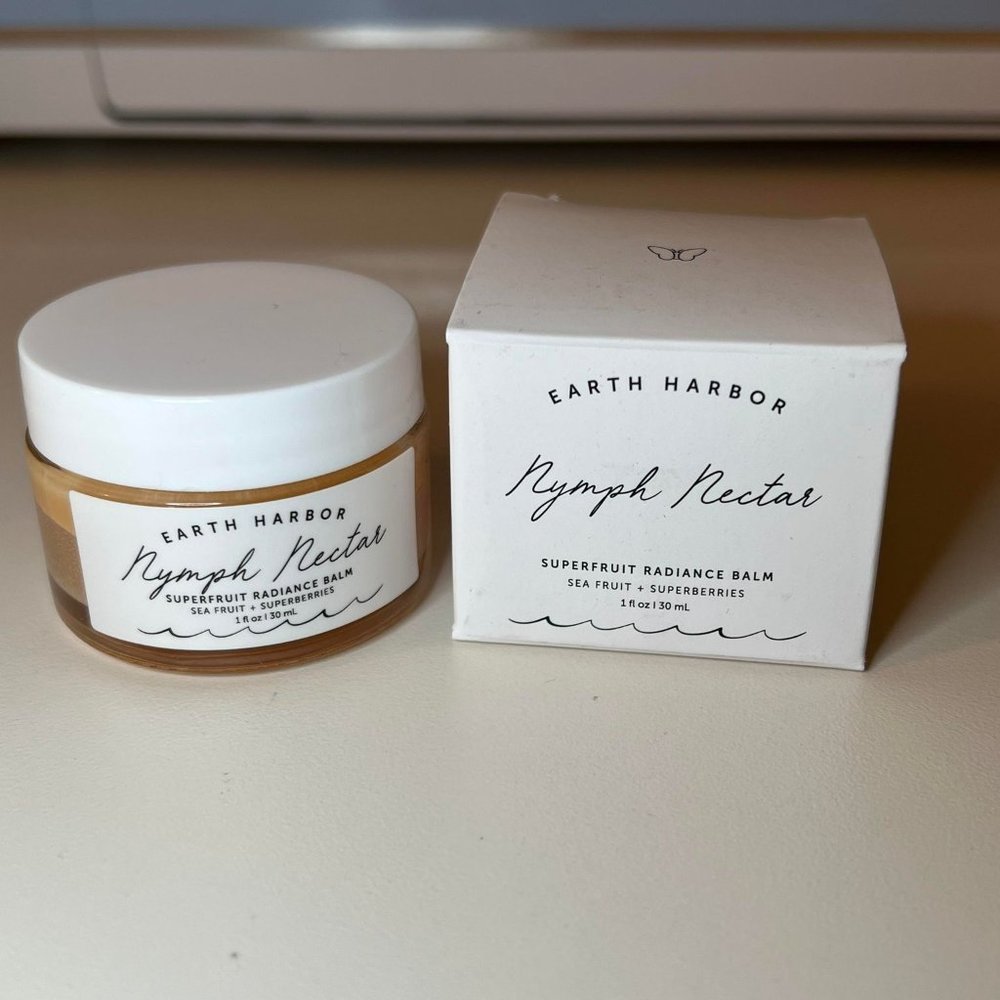 EARTH HARBOR
Nymph Nectar
SUPERFRUIT RADIANCE BALM
SEA FRUIT + SUPERBERRIES
1 fl oz | 30 mL
EARTH HARBOR
Nymph Nectar
SUPERFRUIT RADIANCE BALM
SEA FRUIT + SUPERBERRIES
1 fl oz | 30 mL